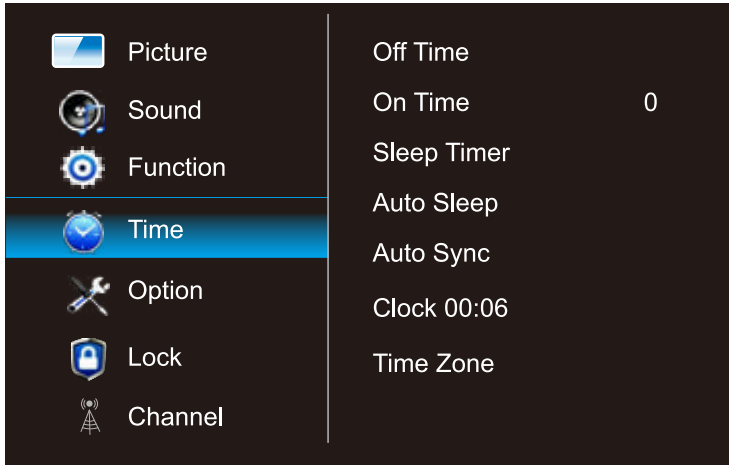 Picture
Sound
Function
Time
Option
Lock
Channel
Off Time
On Time 0
Sleep Timer
Auto Sleep
Auto Sync
Clock 00:06
Time Zone